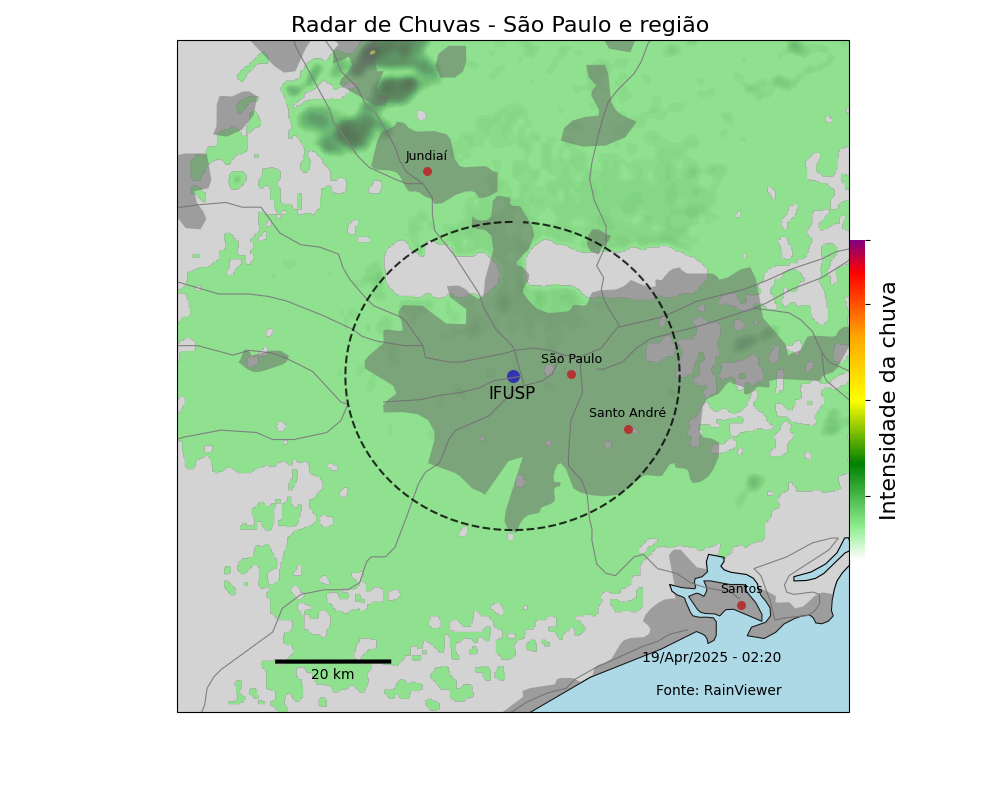 Radar de Chuvas - São Paulo e região
Jundiaí
São Paulo
IFUSP
Santo André
Santos
19/Apr/2025 - 02:20
Fonte: RainViewer
20 km
Intensidade da chuva